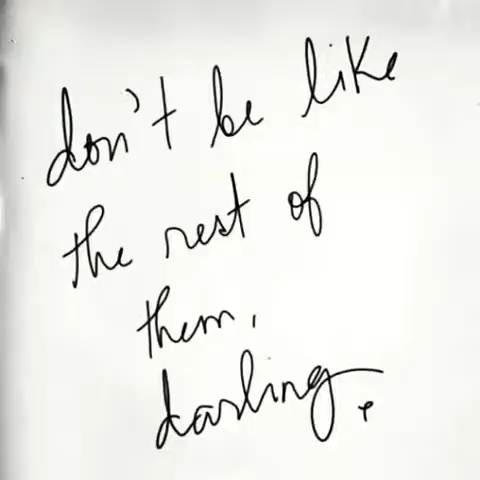 don't be like
the rest of
them,
darling.